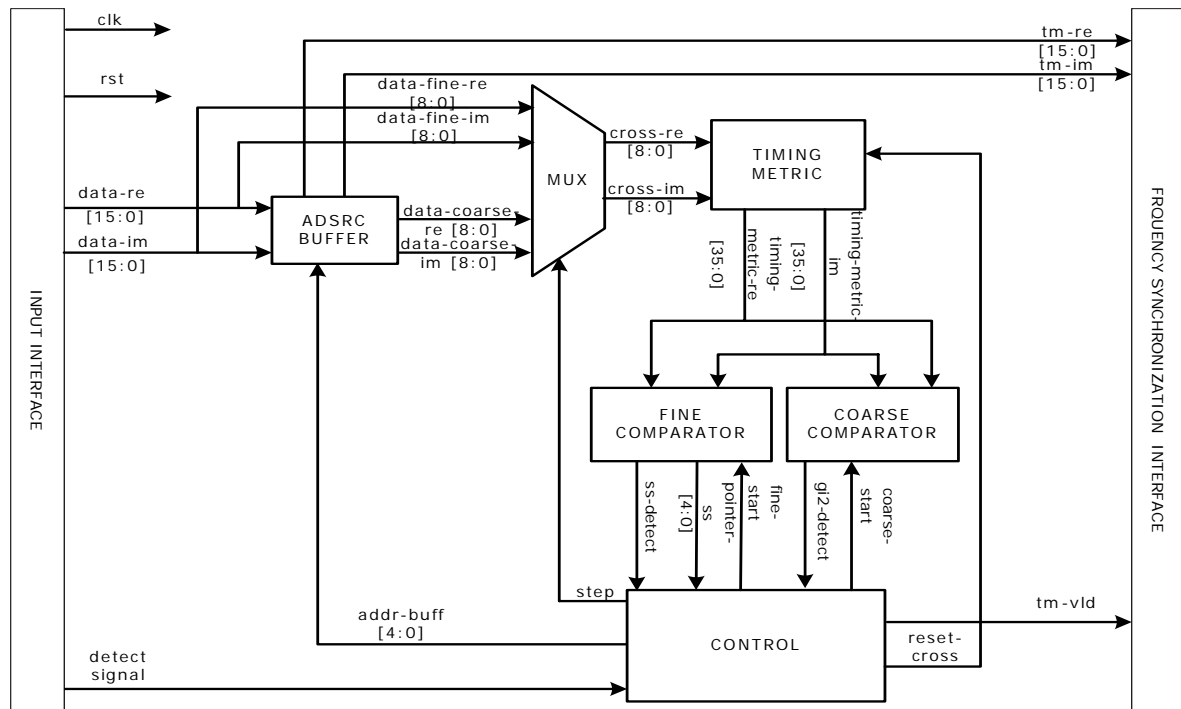 clk
rst
tm-re
[15:0]
tm-im
[15:0]
data-fine-re
[8:0]
data-fine-im
[8:0]
data-re
[15:0]
data-im
[15:0]
ADSRC
BUFFER
data-coarse-
re [8:0]
data-coarse-
im [8:0]
MUX
cross-re
[8:0]
cross-im
[8:0]
TIMING
METRIC
timing-
metric-re
[35:0]
timing-metric-
im
[35:0]
FINE
COMPARATOR
COARSE
COMPARATOR
ss-detect
ss
[4:0]
pointer-
fine-
start
gi2-detect
coarse-
start
step
addr-buff
[4:0]
detect
signal
CONTROL
tm-vld
reset-
cross
INPUT INTERFACE
FRQUENCY SYNCHRONIZATION INTERFACE